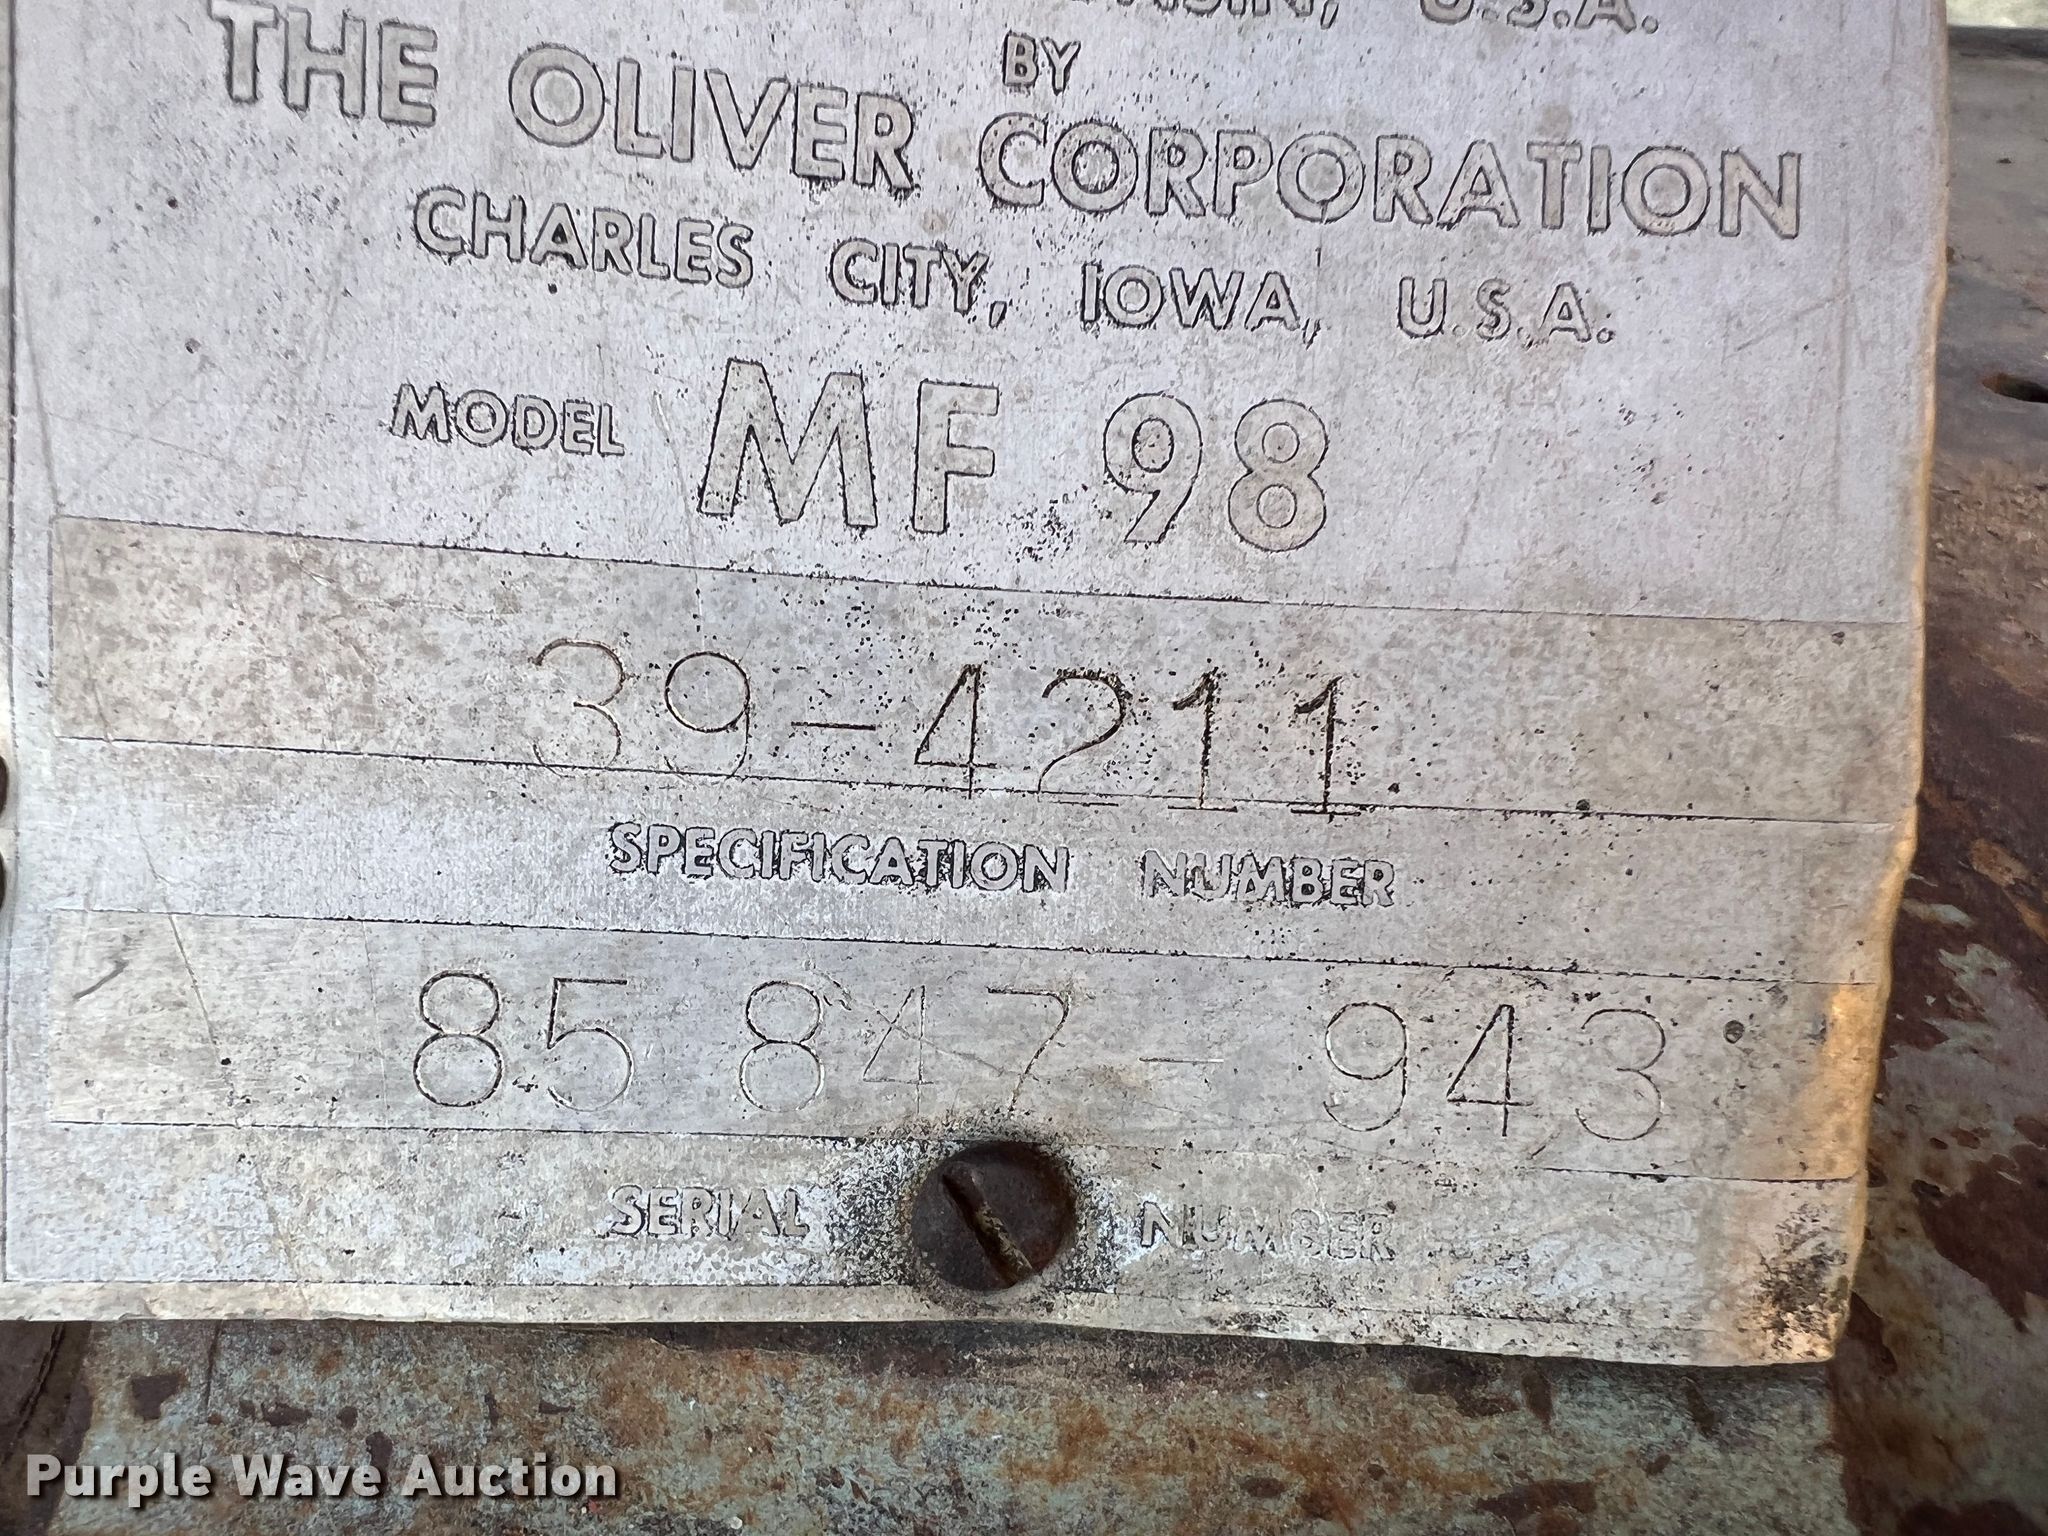 U.S.A.
BY
THE OLIVER CORPORATION
CHARLES CITY, IOWA, U.S.A.
MODEL MF 98
39-4211
SPECIFICATION NUMBER
85 847-943
SERIAL NUMBER
Purple Wave Auction